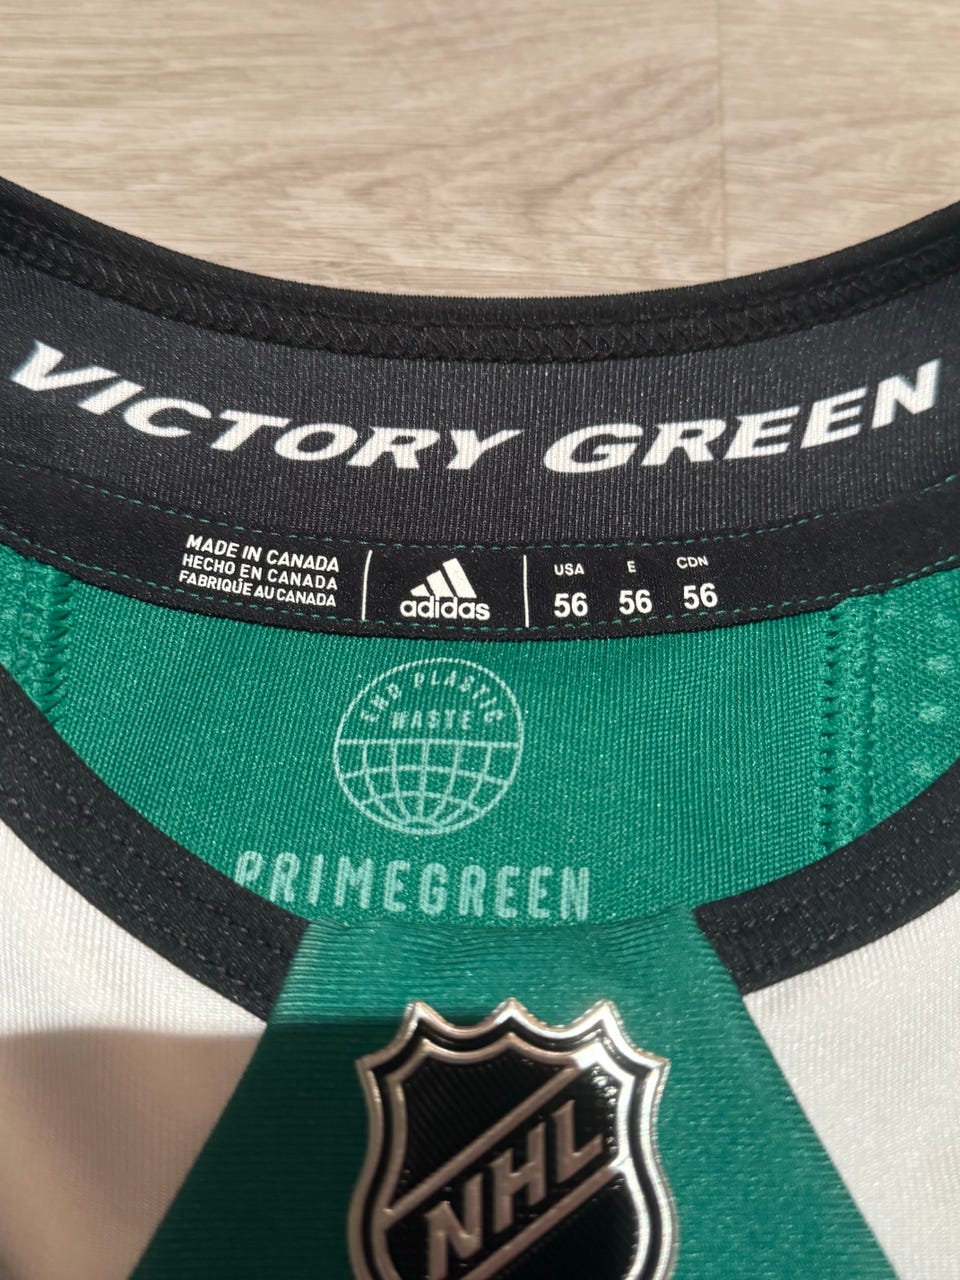 VICTORY GREEN
MADE IN CANADA
HECHO EN CANADA
FABRIQUÉ AU CANADA
adidas
USA E CDN
56 56 56
END PLASTIC
WASTE
PRIMEGREEN
NHL